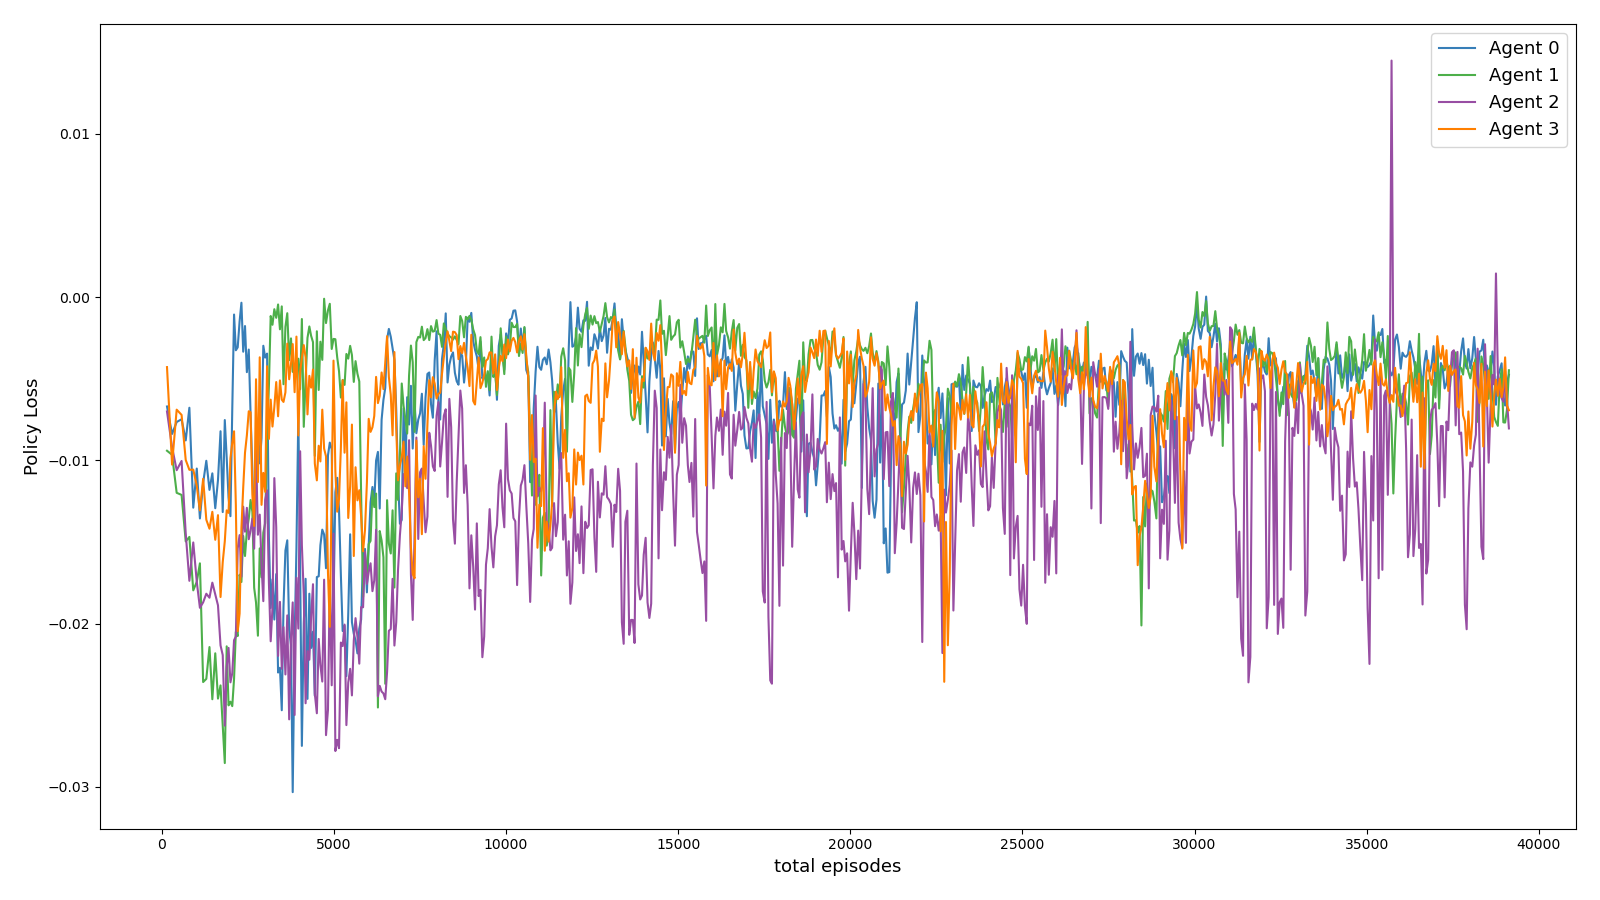 Agent 0
Agent 1
Agent 2
Agent 3
Policy Loss
0.01
0.00
−0.01
−0.02
−0.03
0
5000
10000
15000
20000
25000
30000
35000
40000
total episodes